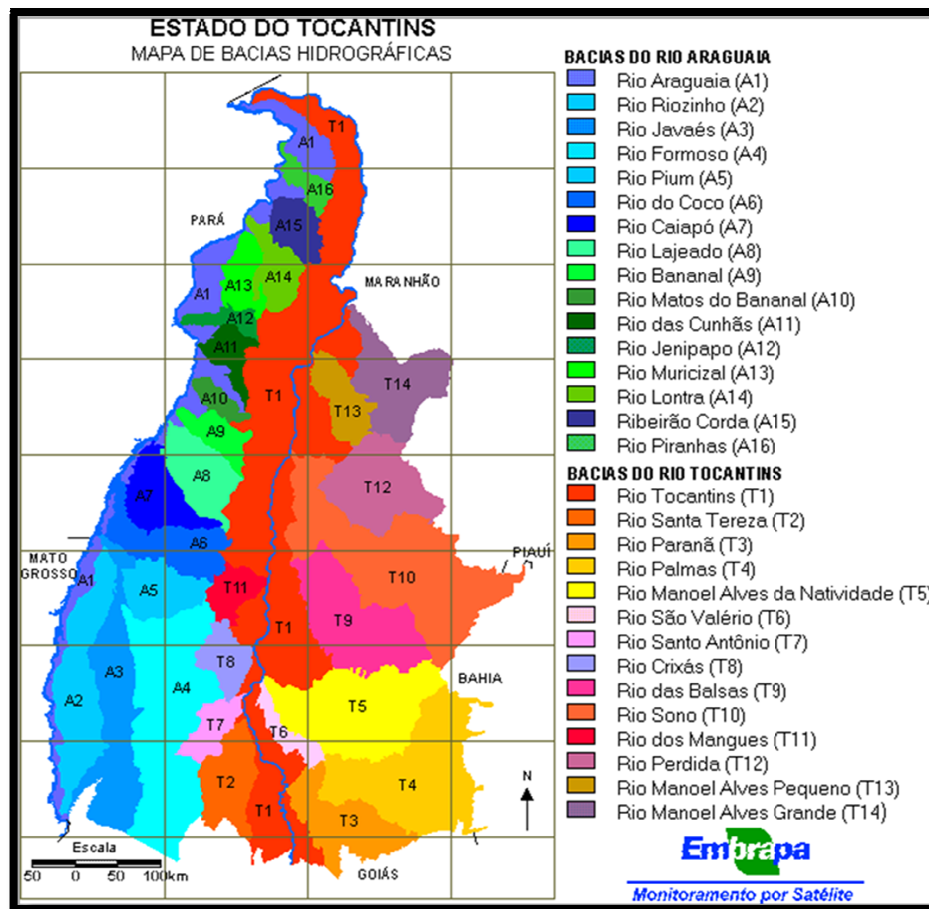 ESTADO DO TOCANTINS
MAPA DE BACIAS HIDROGRÁFICAS
T1
A1
A16
PARÁ
A15
A14
MARANHÃO
A13
A1
A12
A11
T14
T1
A10
T13
A9
A8
T12
A7
A6
PIAUÍ
MATO
GROSSO
A1
A5
T11
T10
T1
T9
T8
A3
A4
A2
BAHIA
T5
T7
T6
T2
T4
T1
T3
N
Escala
50 0 50 100km
GOIÁS
BACIAS DO RIO ARAGUAIA
Rio Araguaia (A1)
Rio Riozinho (A2)
Rio Javaés (A3)
Rio Formoso (A4)
Rio Pium (A5)
Rio do Coco (A6)
Rio Caiapó (A7)
Rio Lajeado (A8)
Rio Bananal (A9)
Rio Matos do Bananal (A10)
Rio das Cunhãs (A11)
Rio Jenipapo (A12)
Rio Muricizal (A13)
Rio Lontra (A14)
Ribeirão Corda (A15)
Rio Piranhas (A16)
BACIAS DO RIO TOCANTINS
Rio Tocantins (T1)
Rio Santa Tereza (T2)
Rio Paranã (T3)
Rio Palmas (T4)
Rio Manoel Alves da Natividade (T5)
Rio São Valério (T6)
Rio Santo Antônio (T7)
Rio Crixás (T8)
Rio das Balsas (T9)
Rio Sono (T10)
Rio dos Mangues (T11)
Rio Perdida (T12)
Rio Manoel Alves Pequeno (T13)
Rio Manoel Alves Grande (T14)
Embrapa
Monitoramento por Satélite